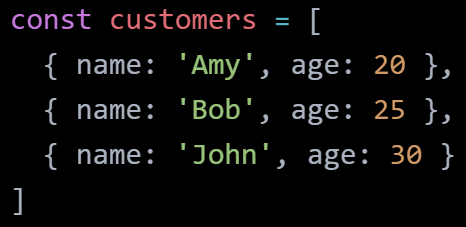 const customers = [
  { name: 'Amy', age: 20 },
  { name: 'Bob', age: 25 },
  { name: 'John', age: 30 }
]